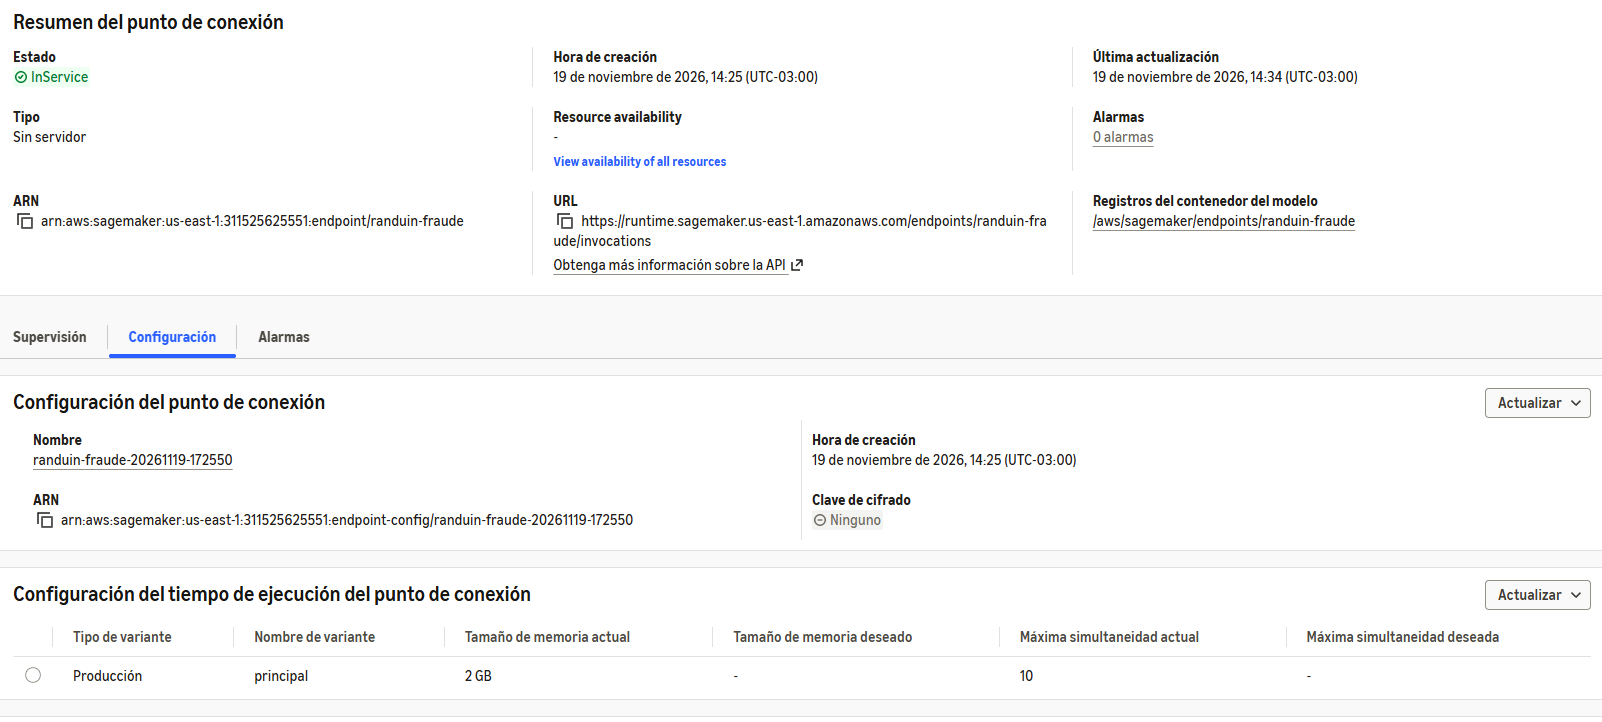 Resumen del punto de conexión
Estado
InService
Hora de creación
19 de noviembre de 2026, 14:25 (UTC-03:00)
Última actualización
19 de noviembre de 2026, 14:34 (UTC-03:00)
Tipo
Sin servidor
Resource availability
-
View availability of all resources
Alarmas
0 alarmas
ARN
arn:aws:sagemaker:us-east-1:311525625551:endpoint/randuin-fraude
URL
https://runtime.sagemaker.us-east-1.amazonaws.com/endpoints/randuin-fra
ude/invocations
Obtenga más información sobre la API
Registros del contenedor del modelo
/aws/sagemaker/endpoints/randuin-fraude
Supervisión
Configuración
Alarmas
Configuración del punto de conexión
Actualizar
Nombre
randuin-fraude-20261119-172550
Hora de creación
19 de noviembre de 2026, 14:25 (UTC-03:00)
ARN
arn:aws:sagemaker:us-east-1:311525625551:endpoint-config/randuin-fraude-20261119-172550
Clave de cifrado
Ninguno
Configuración del tiempo de ejecución del punto de conexión
Actualizar
Tipo de variante
Nombre de variante
Tamaño de memoria actual
Tamaño de memoria deseado
Máxima simultaneidad actual
Máxima simultaneidad deseada
Producción
principal
2 GB
-
10
-